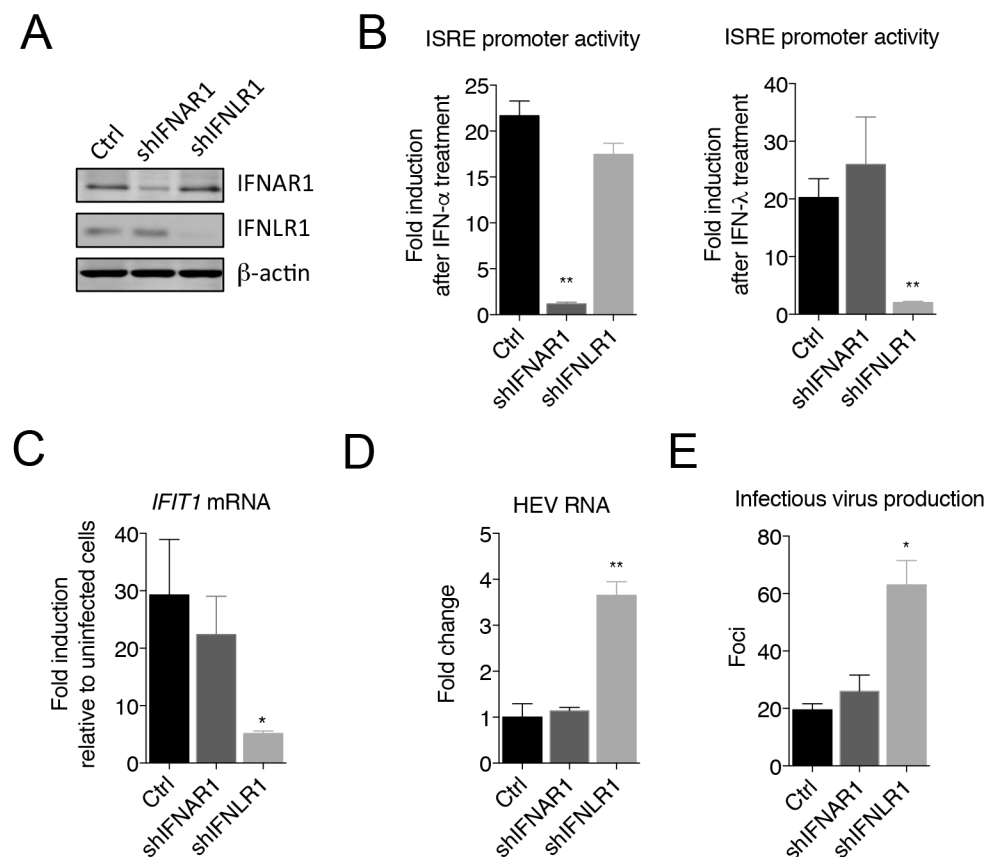 A
Ctrl
shIFNAR1
shIFNLR1
IFNAR1
IFNLR1
β-actin
B
ISRE promoter activity
Fold induction
after IFN-α treatment
25
20
15
10
5
0
**
Ctrl
shIFNAR1
shIFNLR1
ISRE promoter activity
Fold induction
after IFN-λ treatment
40
30
20
10
0
**
Ctrl
shIFNAR1
shIFNLR1
C
IFIT1 mRNA
Fold induction
relative to uninfected cells
40
30
20
10
0
*
Ctrl
shIFNAR1
shIFNLR1
D
HEV RNA
Fold change
5
4
3
2
1
0
**
Ctrl
shIFNAR1
shIFNLR1
E
Infectious virus production
Foci
80
60
40
20
0
*
Ctrl
shIFNAR1
shIFNLR1